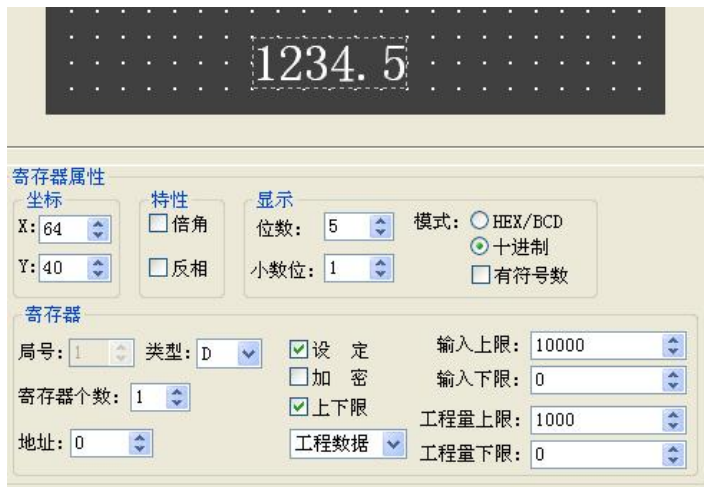 1234.5
寄存器属性
坐标 特性 显示
X: 64 倍角 位数: 5 模式: HEX/BCD
十进制
Y: 40 反相 小数位: 1 有符号数
寄存器
局号: 1 类型: D 设 定 输入上限: 10000
加 密 输入下限: 0
寄存器个数: 1 上下限 工程量上限: 1000
地址: 0 工程数据 工程量下限: 0